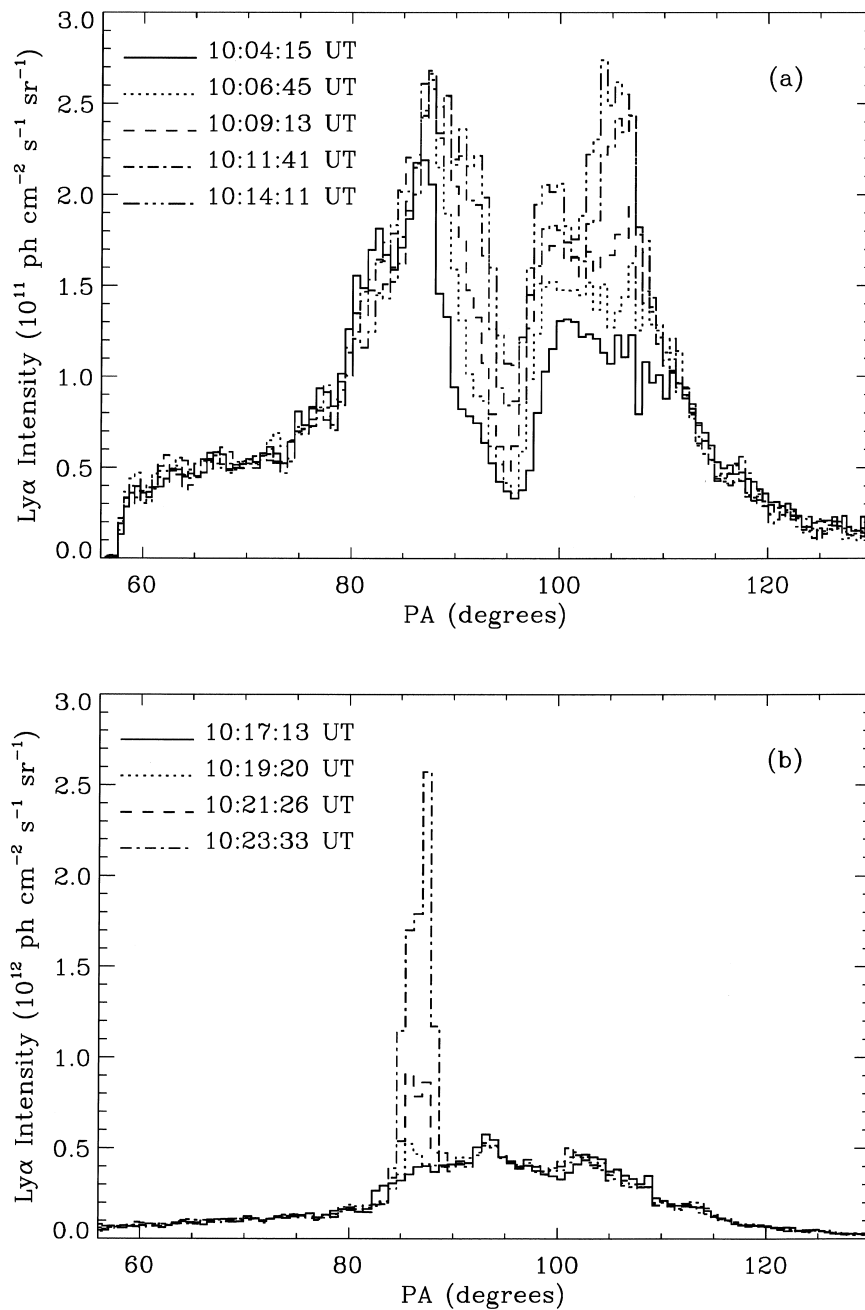 (a)
10:04:15 UT
10:06:45 UT
10:09:13 UT
10:11:41 UT
10:14:11 UT
Lyα Intensity (10¹¹ ph cm⁻² s⁻¹ sr⁻¹)
3.0
2.5
2.0
1.5
1.0
0.5
0.0
60 80 100 120
PA (degrees)
(b)
10:17:13 UT
10:19:20 UT
10:21:26 UT
10:23:33 UT
Lyα Intensity (10¹² ph cm⁻² s⁻¹ sr⁻¹)
3.0
2.5
2.0
1.5
1.0
0.5
0.0
60 80 100 120
PA (degrees)